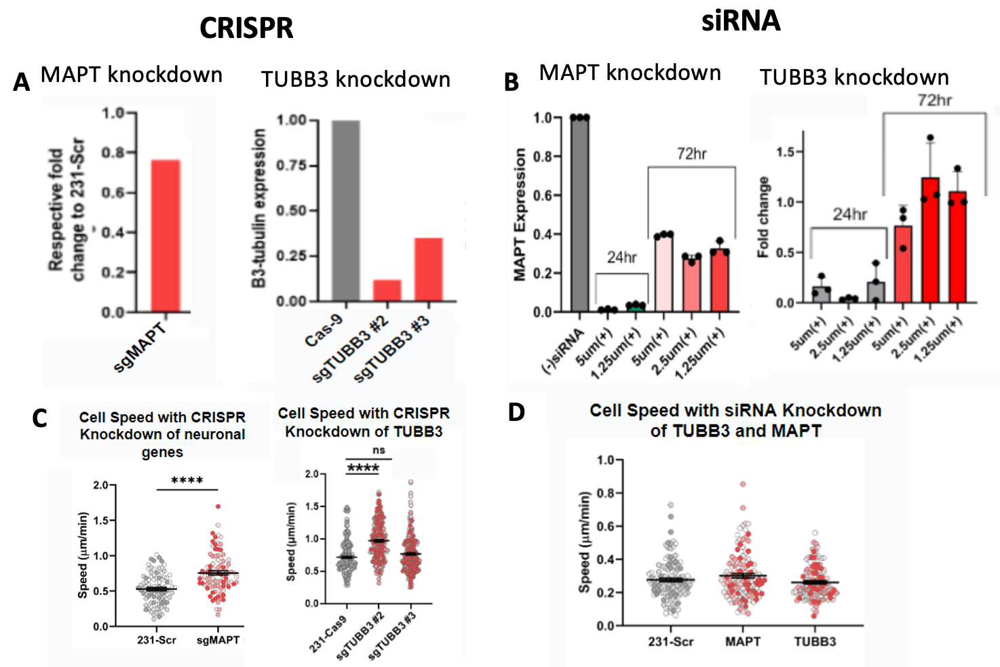 CRISPR
siRNA
A
MAPT knockdown
TUBB3 knockdown
B
MAPT knockdown
TUBB3 knockdown
Respective fold
change to 231-Scr
1.0
0.8
0.6
0.4
0.2
0.0
sgMAPT
B3-tubulin expression
1.00
0.75
0.50
0.25
0.00
Cas-9
sgTUBB3 #2
sgTUBB3 #3
MAPT Expression
1.0
0.8
0.6
0.4
0.2
0.0
24hr
72hr
(-)siRNA
5um(+)
1.25um(+)
5um(+)
2.5um(+)
1.25um(+)
Fold change
1.5
1.0
0.5
0.0
24hr
72hr
5um(+)
2.5um(+)
1.25um(+)
5um(+)
2.5um(+)
1.25um(+)
C
Cell Speed with CRISPR
Knockdown of neuronal
genes
****
Speed (µm/min)
2.0
1.5
1.0
0.5
0.0
231-Scr
sgMAPT
Cell Speed with CRISPR
Knockdown of TUBB3
ns
****
Speed (µm/min)
2.0
1.5
1.0
0.5
0.0
231-Cas9
sgTUBB3 #2
sgTUBB3 #3
D
Cell Speed with siRNA Knockdown
of TUBB3 and MAPT
Speed (µm/min)
1.0
0.8
0.6
0.4
0.2
0.0
231-Scr
MAPT
TUBB3